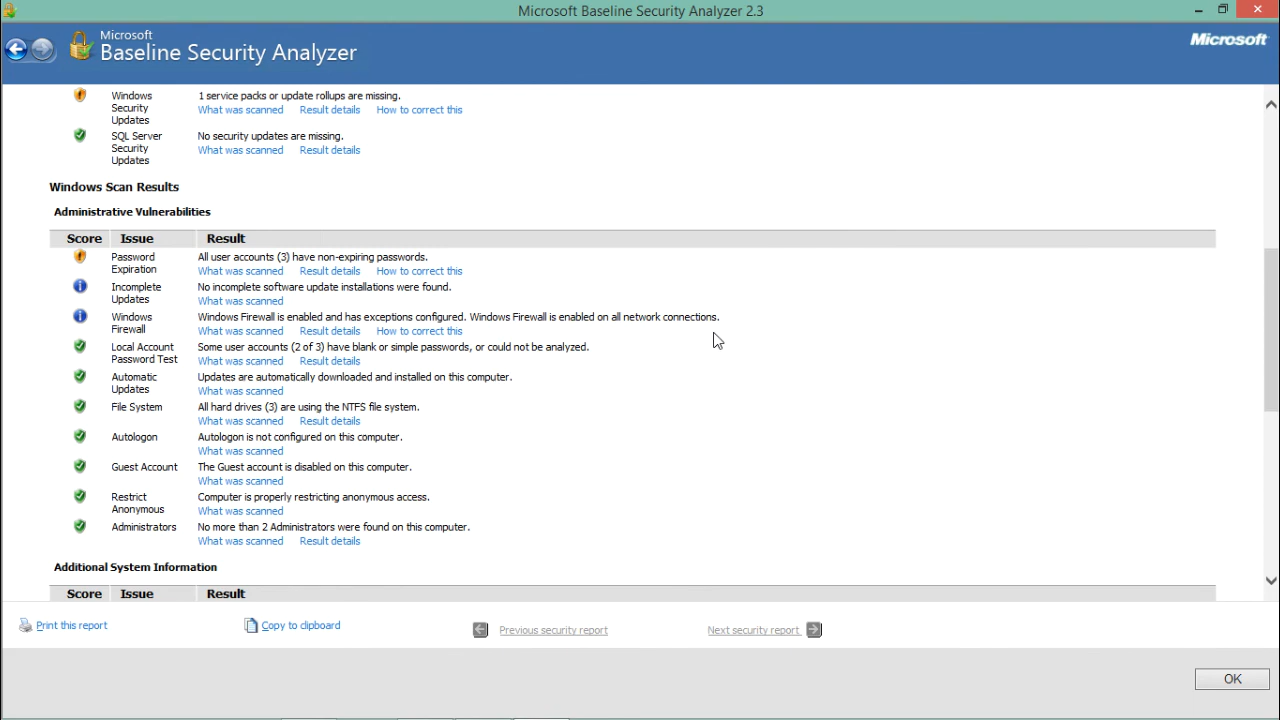 Microsoft Baseline Security Analyzer 2.3
Microsoft
Baseline Security Analyzer
Microsoft
Windows Security Updates
1 service packs or update rollups are missing.
What was scanned Result details How to correct this
SQL Server Security Updates
No security updates are missing.
What was scanned Result details
Windows Scan Results
Administrative Vulnerabilities
Score Issue Result
Password Expiration
All user accounts (3) have non-expiring passwords.
What was scanned Result details How to correct this
Incomplete Updates
No incomplete software update installations were found.
What was scanned
Windows Firewall
Windows Firewall is enabled and has exceptions configured. Windows Firewall is enabled on all network connections.
What was scanned Result details How to correct this
Local Account Password Test
Some user accounts (2 of 3) have blank or simple passwords, or could not be analyzed.
What was scanned Result details
Automatic Updates
Updates are automatically downloaded and installed on this computer.
What was scanned
File System
All hard drives (3) are using the NTFS file system.
What was scanned Result details
Autologon
Autologon is not configured on this computer.
What was scanned
Guest Account
The Guest account is disabled on this computer.
What was scanned
Restrict Anonymous
Computer is properly restricting anonymous access.
What was scanned
Administrators
No more than 2 Administrators were found on this computer.
What was scanned Result details
Additional System Information
Score Issue Result
Print this report Copy to clipboard Previous security report Next security report
OK